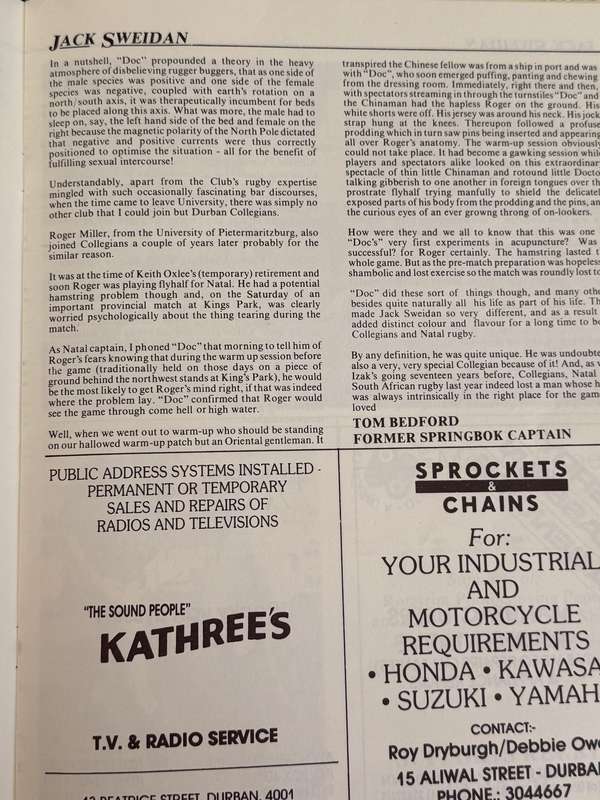 JACK SWEIDAN
In a nutshell, "Doc" propounded a theory in the heavy
atmosphere of disbelieving rugger buggers, that as one side of
the male species was positive and one side of the female
species was negative, coupled with earth's rotation on a
north/south axis, it was therapeutically incumbent for beds
to be placed along this axis. What was more, the male had to
sleep on, say, the left hand side of the bed and female on the
right because the magnetic polarity of the North Pole dictated
that negative and positive currents were thus correctly
positioned to optimise the situation - all for the benefit of
fulfilling sexual intercourse!
Understandably, apart from the Club's rugby expertise
mingled with such occasionally fascinating bar discourses,
when the time came to leave University, there was simply no
other club that I could join but Durban Collegians.
Roger Miller, from the University of Pietermaritzburg, also
joined Collegians a couple of years later probably for the
similar reason.
It was at the time of Keith Oxlee's (temporary) retirement and
soon Roger was playing flyhalf for Natal. He had a potential
hamstring problem though and, on the Saturday of an
important provincial match at Kings Park, was clearly
worried psychologically about the thing tearing during the
match.
As Natal captain, I phoned "Doc" that morning to tell him of
Roger's fears knowing that during the warm up session before
the game (traditionally held on those days on a piece of
ground behind the northwest stands at King's Park), he would
be the most likely to get Roger's mind right, if that was indeed
where the problem lay. "Doc" confirmed that Roger would
see the game through come hell or high water.
Well, when we went out to warm-up who should be standing
on our hallowed warm-up patch but an Oriental gentleman. It
transpired the Chinese fellow was from a ship in port and was
with "Doc", who soon emerged puffing, panting and chewing
from the dressing room. Immediately, right there and then,
with spectators streaming in through the turnstiles "Doc" and
the Chinaman had the hapless Roger on the ground. His
white shorts were off. His jersey was around his neck. His jock
strap hung at the knees. Thereupon followed a profuse
prodding which in turn saw pins being inserted and appearing
all over Roger's anatomy. The warm-up session obviously
could not take place. It had become a gawking session while
players and spectators alike looked on this extraordinar
spectacle of thin little Chinaman and rotound little Docto
talking gibberish to one another in foreign tongues over th
prostrate flyhalf trying manfully to shield the delicatel
exposed parts of his body from the prodding and the pins, an
the curious eyes of an ever growng throng of on-lookers.
How were they and we all to know that this was one
"Doc's" very first experiments in acupuncture? Was
successful? for Roger certainly. The hamstring lasted t
whole game. But as the pre-match preparation was hopeless
shambolic and lost exercise so the match was roundly lost to
"Doc" did these sort of things though, and many othe
besides quite naturally all his life as part of his life. Th
made Jack Sweidan so very different, and as a result
added distinct colour and flavour for a long time to be
Collegians and Natal rugby.
By any definition, he was quite unique. He was undoubte
also a very, very special Collegian because of it! And, as v
Izak's going seventeen years before, Collegians, Natal
South African rugby last year indeed lost a man whose h
was always intrinsically in the right place for the gam
loved
TOM BEDFORD
FORMER SPRINGBOK CAPTAIN
PUBLIC ADDRESS SYSTEMS INSTALLED -
PERMANENT OR TEMPORARY
SALES AND REPAIRS OF
RADIOS AND TELEVISIONS
"THE SOUND PEOPLE"
KATHREE'S
T.V. & RADIO SERVICE
BEATRICE STREET, DURBAN, 4001
SPROCKETS
&
CHAINS
For:
YOUR INDUSTRIAL
AND
MOTORCYCLE
REQUIREMENTS
• HONDA • KAWASA
• SUZUKI • YAMAH
CONTACT:-
Roy Dryburgh/Debbie Owe
15 ALIWAL STREET - DURBA
PHONE.: 3044667